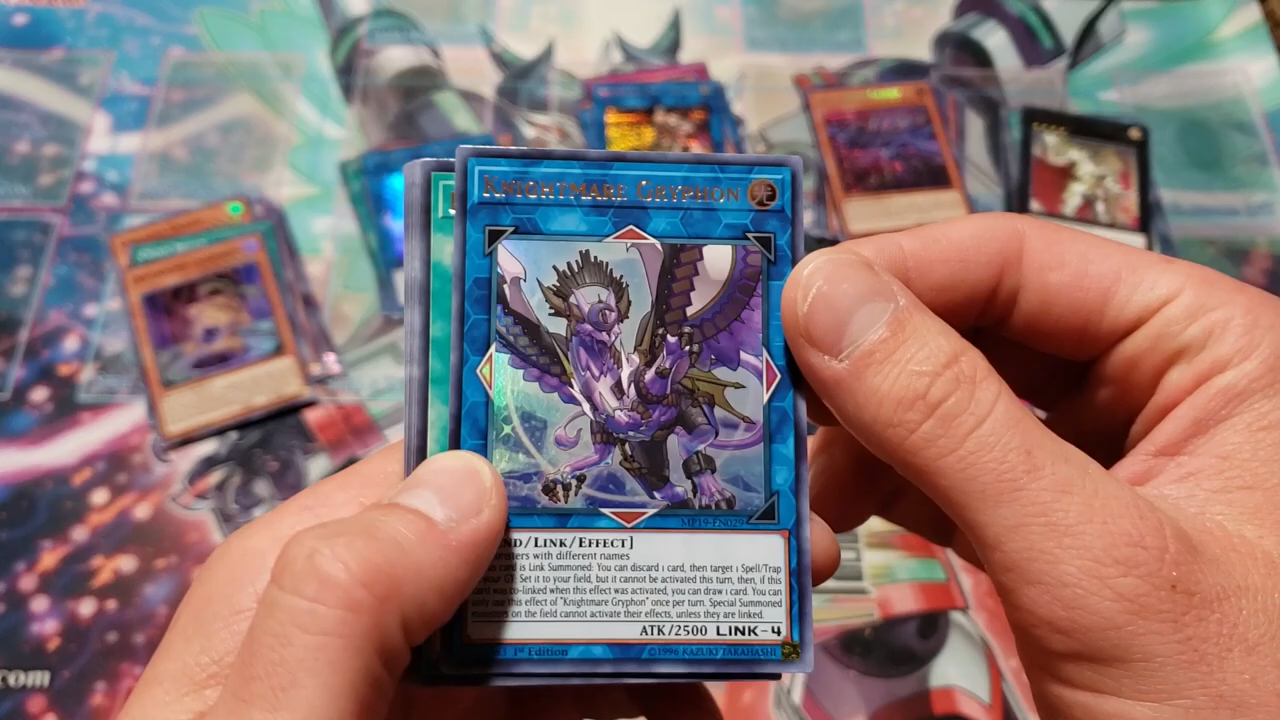 KNIGHTMARE GRYPHON
MP19-EN029
ND/LINK/EFFECT]
sters with different names
card is Link Summoned: You can discard 1 card, then target 1 Spell/Trap
your GY; Set it to your field, but it cannot be activated this turn, then, if this
card was co-linked when this effect was activated, you can draw 1 card. You can
only use this effect of "Knightmare Gryphon" once per turn. Special Summoned
monsters on the field cannot activate their effects, unless they are linked.
ATK/2500 LINK-4
1st Edition
©1996 KAZUKI TAKAHASHI
com